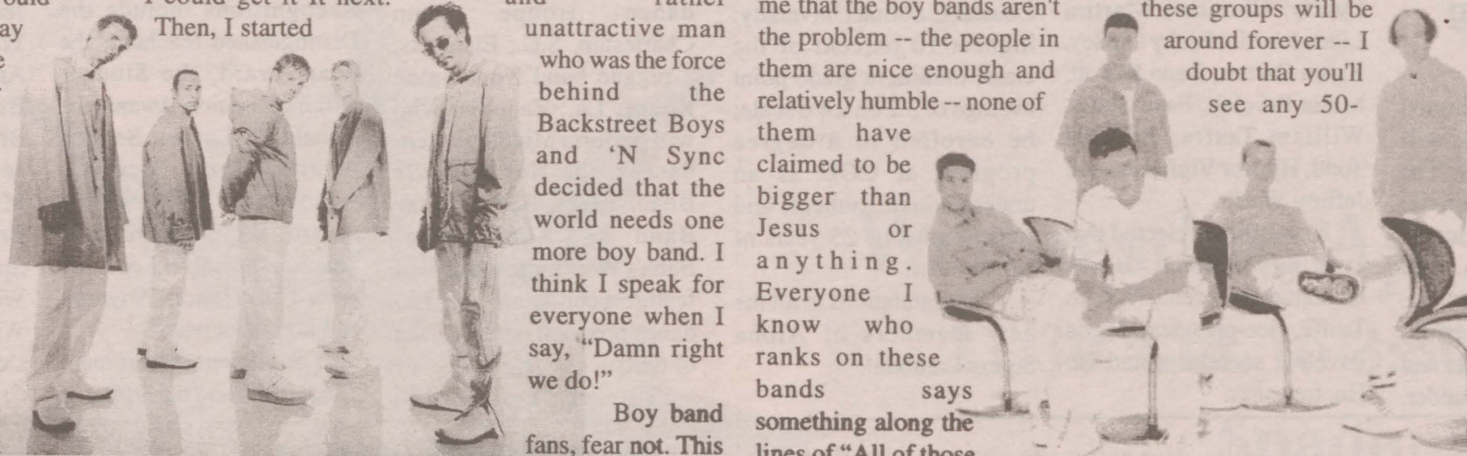 I could get it it next.
Then, I started
unattractive man
who was the force
behind the
Backstreet Boys
and ‘N Sync
decided that the
world needs one
more boy band. I
think I speak for
everyone when I
say, “Damn right
we do!”
Boy band
fans, fear not. This
me that the boy bands aren't
the problem -- the people in
them are nice enough and
relatively humble -- none of
them have
claimed to be
bigger than
Jesus or
anything.
Everyone I
know who
ranks on these
bands says
something along the
lines of “All of those
these groups will be
around forever -- I
doubt that you'll
see any 50-